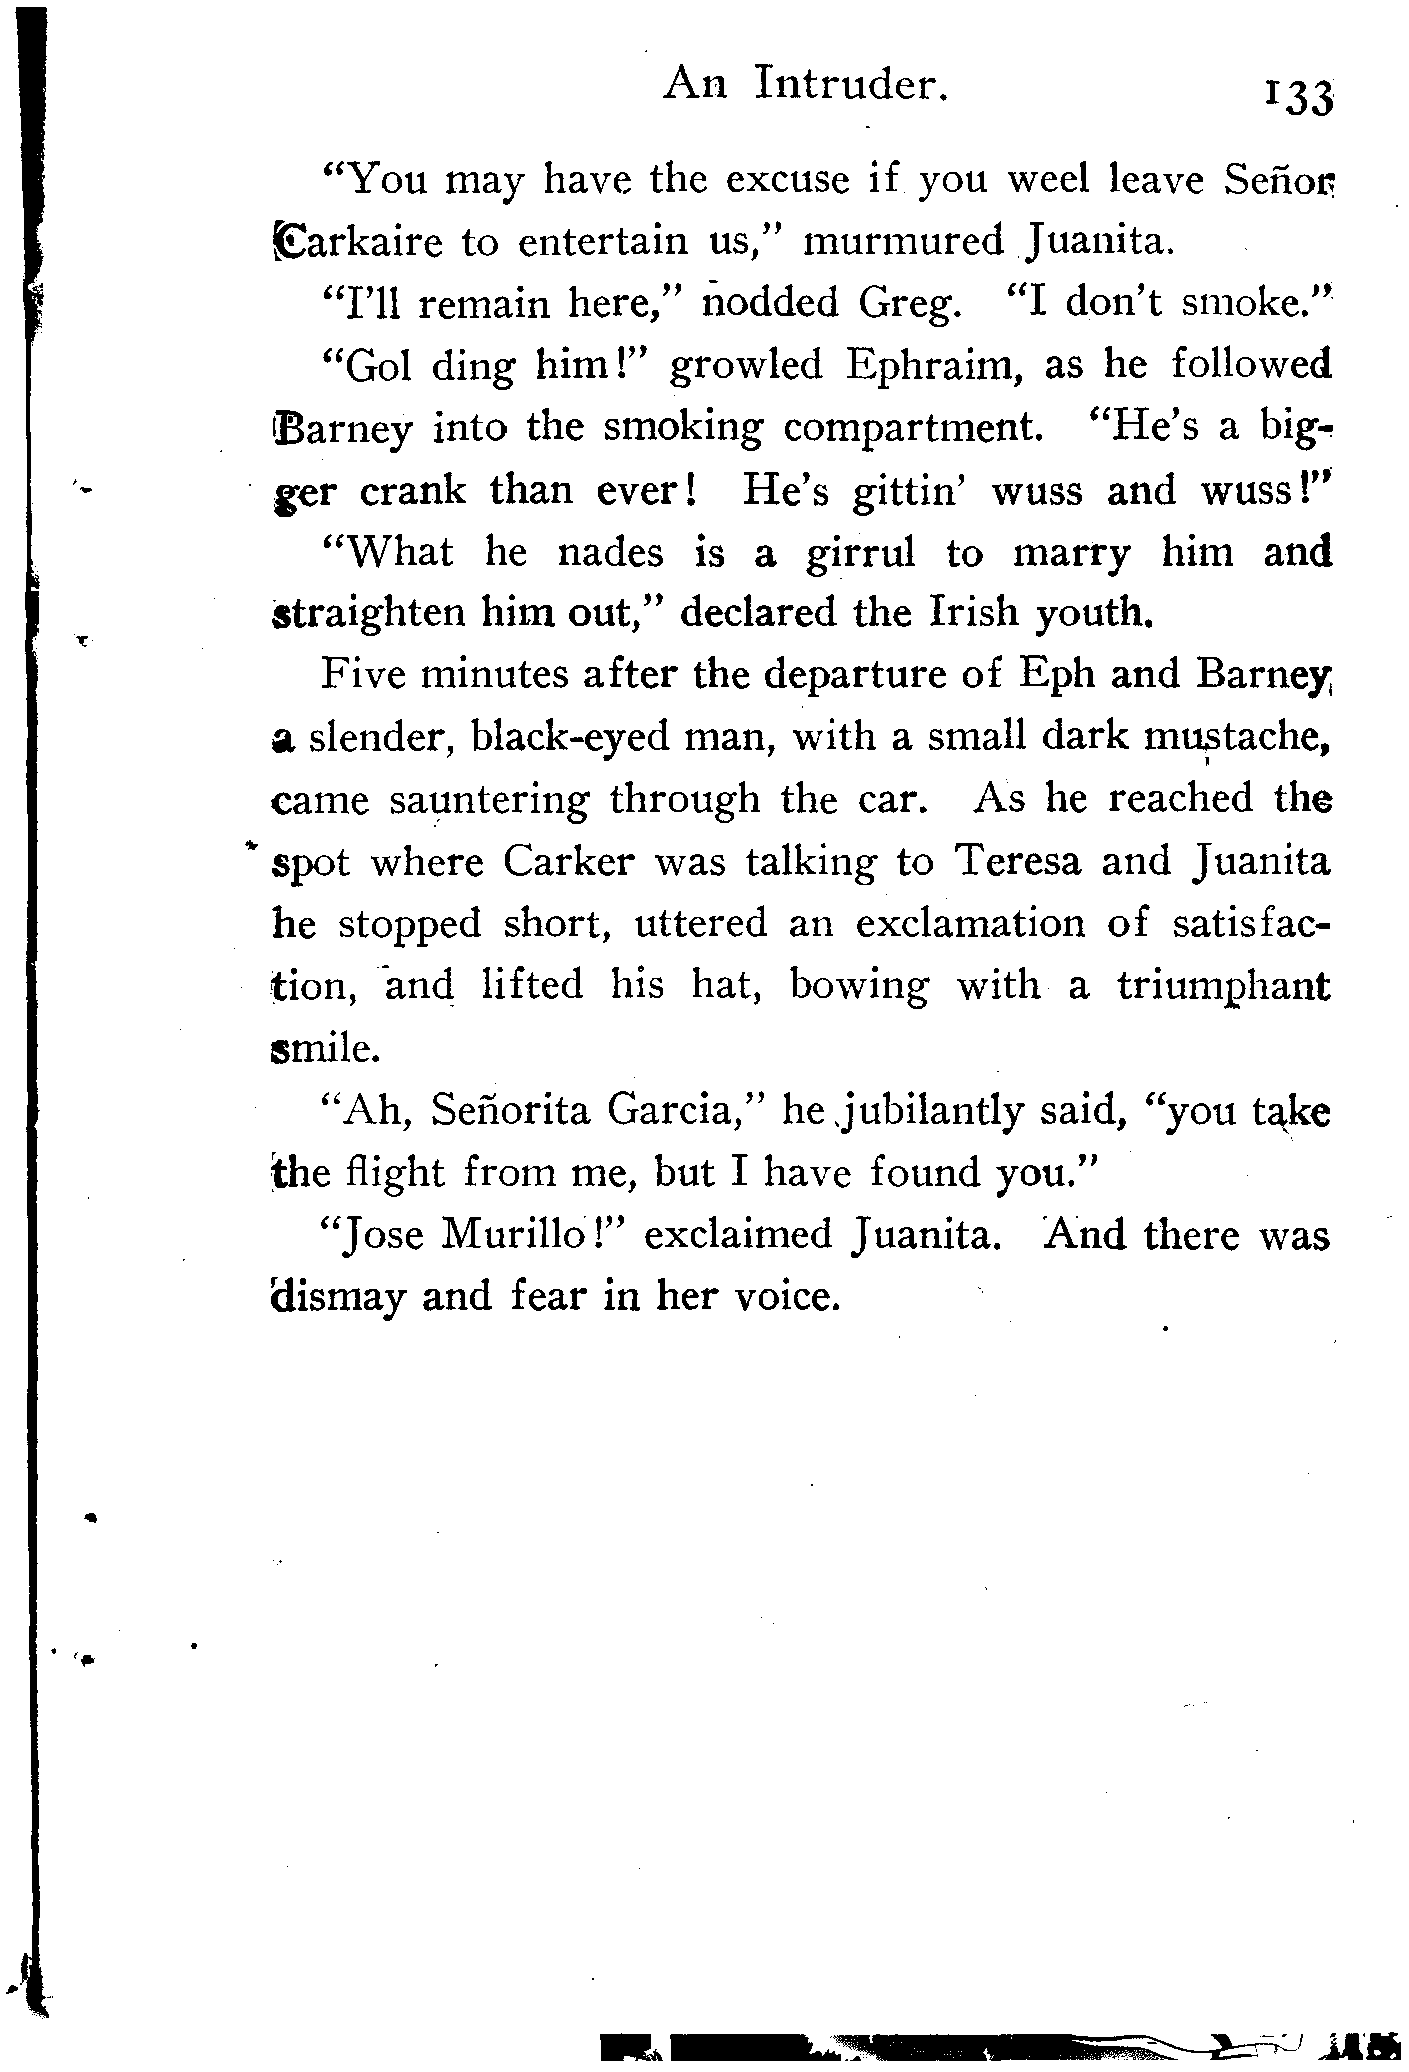 An Intruder. 133
“You may have the excuse if you weel leave Señor
Carkaire to entertain us,” murmured Juanita.
“I'll remain here,” nodded Greg. “I don't smoke.”
“Gol ding him!” growled Ephraim, as he followed
Barney into the smoking compartment. “He's a big-
ger crank than ever! He's gittin' wuss and wuss!”
“What he nades is a girrul to marry him and
straighten him out,” declared the Irish youth.
Five minutes after the departure of Eph and Barney
a slender, black-eyed man, with a small dark mustache,
came sauntering through the car. As he reached the
spot where Carker was talking to Teresa and Juanita
he stopped short, uttered an exclamation of satisfac-
tion, and lifted his hat, bowing with a triumphant
smile.
“Ah, Señorita Garcia,” he jubilantly said, “you take
the flight from me, but I have found you.”
“Jose Murillo!” exclaimed Juanita. And there was
dismay and fear in her voice.